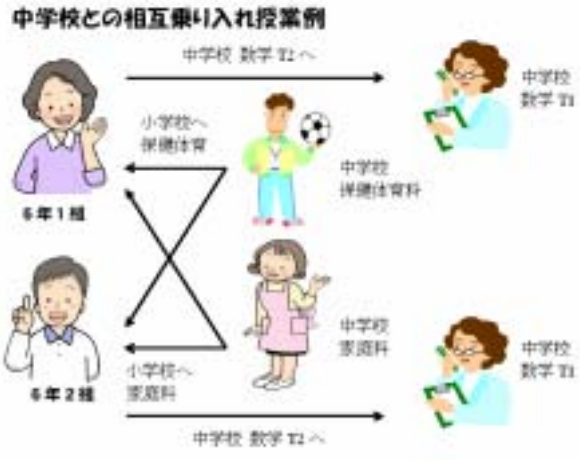 中学校との相互乗り入れ授業例
中学校 数学 T2 へ
中学校
数学 T1
小学校へ
保健体育
中学校
保健体育科
6年1組
中学校
家庭科
中学校
数学 T1
小学校へ
家庭科
6年2組
中学校 数学 T2 へ